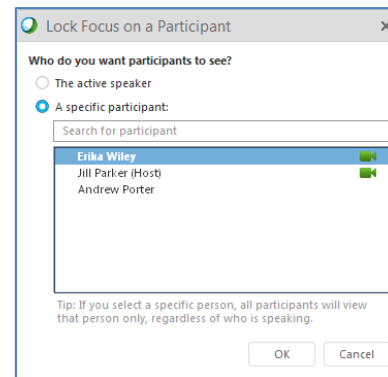 Lock Focus on a Participant
Who do you want participants to see?
The active speaker
A specific participant:
Search for participant
Erika Wiley
Jill Parker (Host)
Andrew Porter
Tip: If you select a specific person, all participants will view
that person only, regardless of who is speaking.
OK Cancel